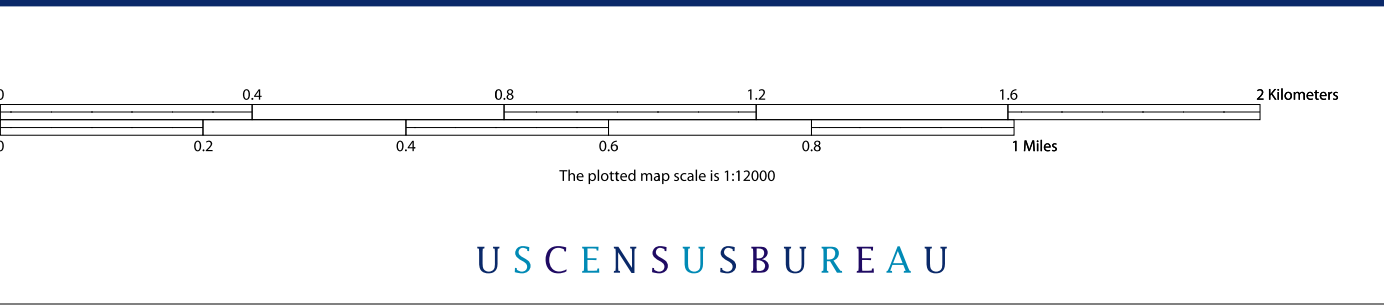 0 0.4 0.8 1.2 1.6 2 Kilometers
0 0.2 0.4 0.6 0.8 1 Miles
The plotted map scale is 1:12000
USCENSUSBUREAU